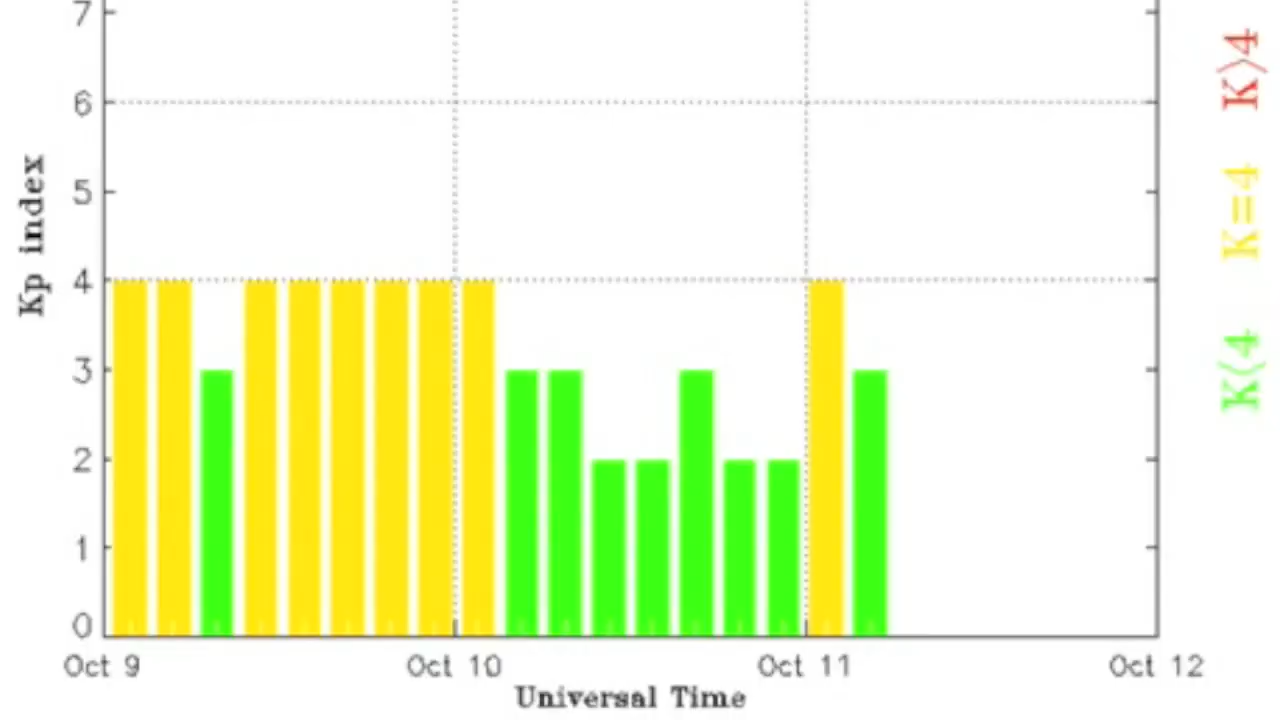 7
6
5
4
3
2
1
0
Kp index
Oct 9 Oct 10 Oct 11 Oct 12
Universal Time
K⟩4
K=4
K⟨4